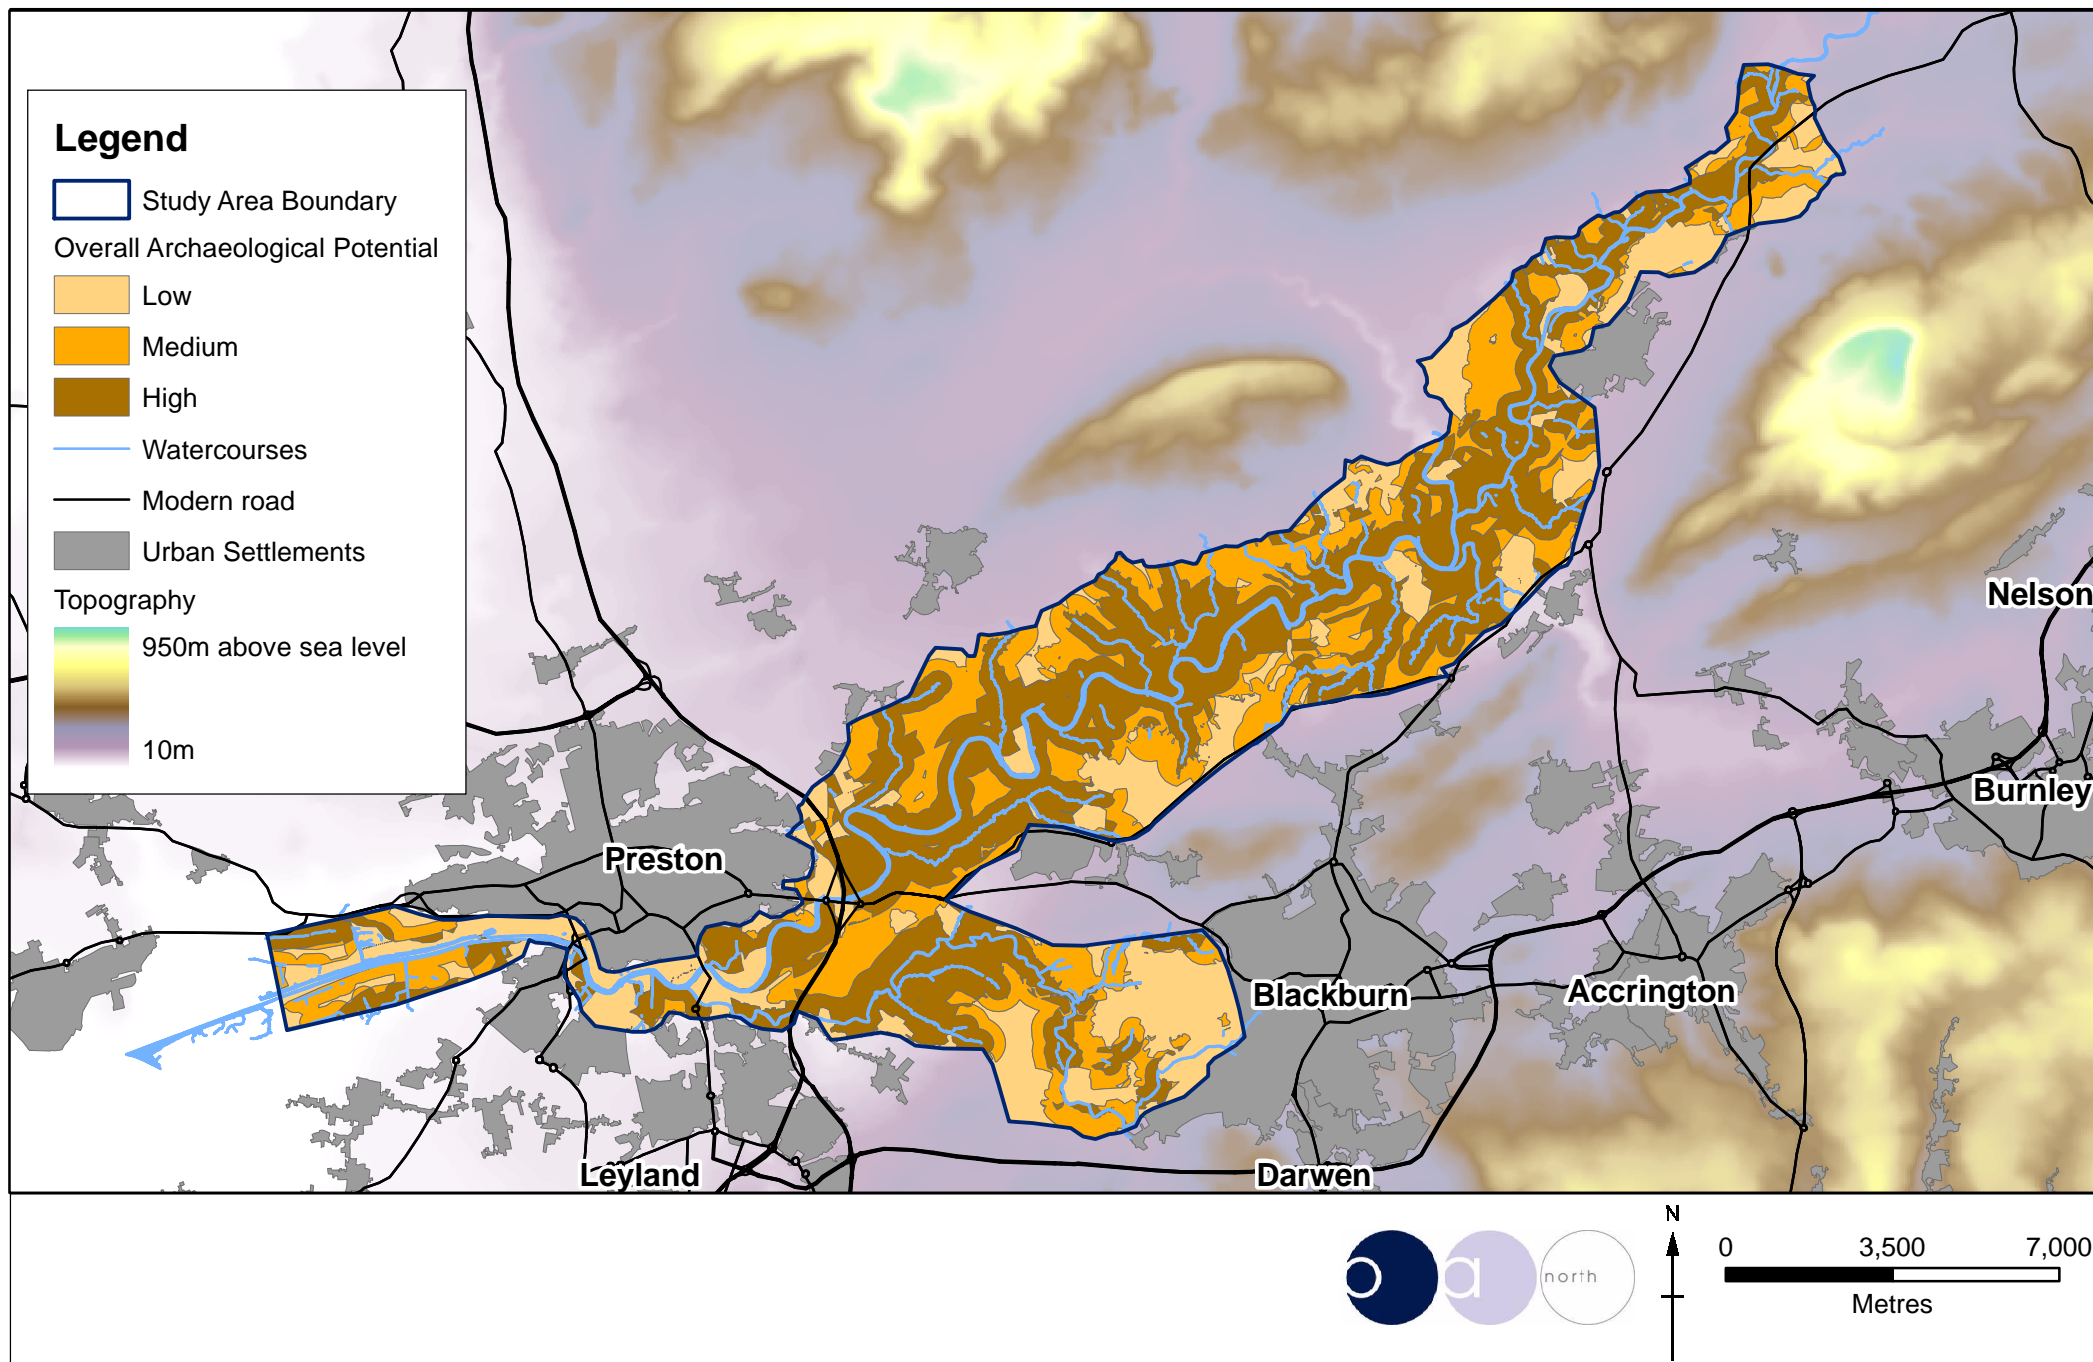 Legend
Study Area Boundary
Overall Archaeological Potential
Low
Medium
High
Watercourses
Modern road
Urban Settlements
Topography
950m above sea level
10m
Nelson
Burnley
Preston
Blackburn
Accrington
Leyland
Darwen
o a north
N
0 3,500 7,000
Metres